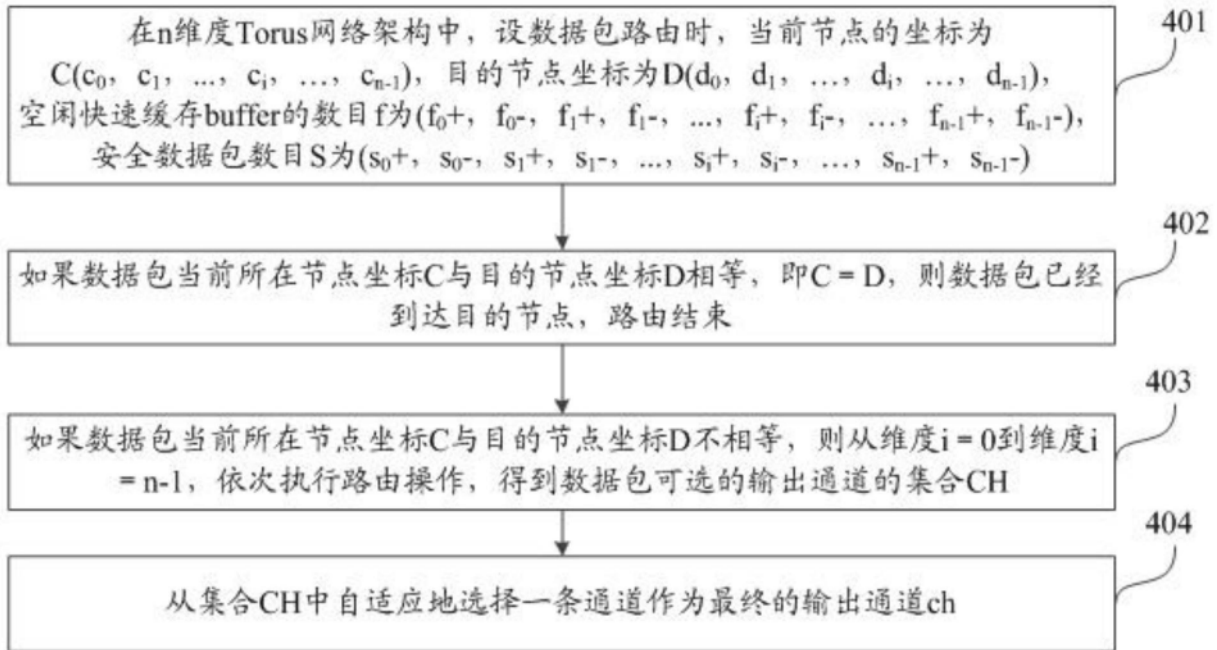 在n维度Torus网络架构中，设数据包路由时，当前节点的坐标为
C(c₀, c₁, ..., cᵢ, …, cₙ₋₁)，目的节点坐标为D(d₀, d₁, …, dᵢ, …, dₙ₋₁)，
空闲快速缓存buffer的数目f为(f₀+, f₀-, f₁+, f₁-, ..., fᵢ+, fᵢ-, …, fₙ₋₁+, fₙ₋₁-)，
安全数据包数目S为(s₀+, s₀-, s₁+, s₁-, ..., sᵢ+, sᵢ-, …, sₙ₋₁+, sₙ₋₁-)
401
如果数据包当前所在节点坐标C与目的节点坐标D相等，即C = D，则数据包已经
到达目的节点，路由结束
402
如果数据包当前所在节点坐标C与目的节点坐标D不相等，则从维度i = 0到维度i
= n-1，依次执行路由操作，得到数据包可选的输出通道的集合CH
403
从集合CH中自适应地选择一条通道作为最终的输出通道ch
404